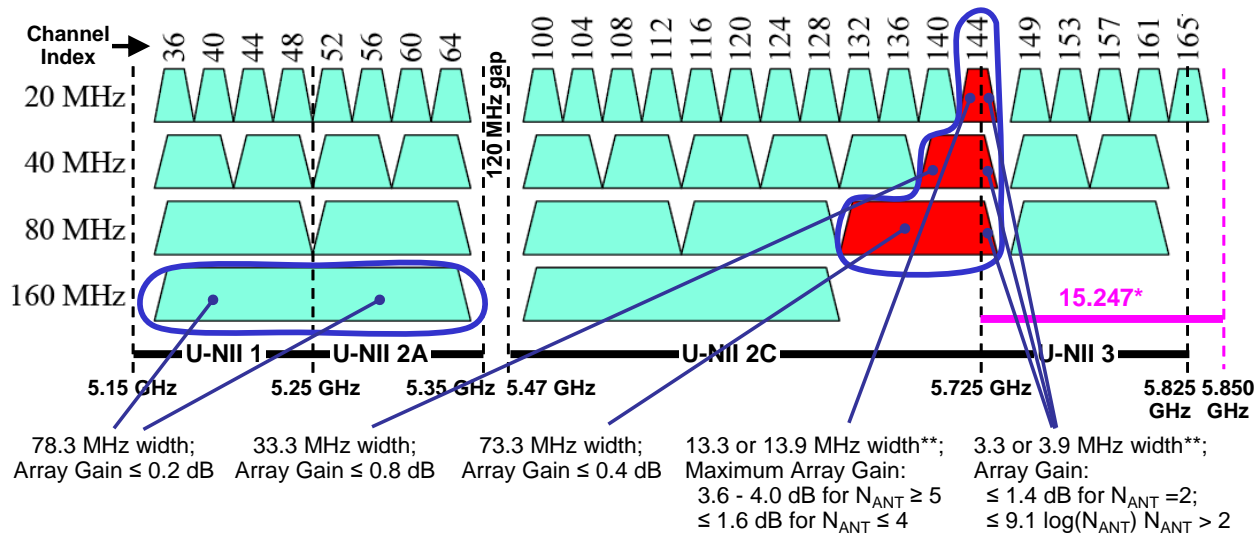 Channel Index
36 40 44 48 52 56 60 64 100 104 108 112 116 120 124 128 132 136 140 144 149 153 157 161 165
20 MHz
120 MHz gap
40 MHz
80 MHz
160 MHz
15.247*
U-NII 1 U-NII 2A U-NII 2C U-NII 3
5.15 GHz 5.25 GHz 5.35 GHz 5.47 GHz 5.725 GHz 5.825 GHz 5.850 GHz
78.3 MHz width;
Array Gain ≤ 0.2 dB
33.3 MHz width;
Array Gain ≤ 0.8 dB
73.3 MHz width;
Array Gain ≤ 0.4 dB
13.3 or 13.9 MHz width**;
Maximum Array Gain:
3.6 - 4.0 dB for N_ANT ≥ 5
≤ 1.6 dB for N_ANT ≤ 4
3.3 or 3.9 MHz width**;
Array Gain:
≤ 1.4 dB for N_ANT =2;
≤ 9.1 log(N_ANT) N_ANT > 2